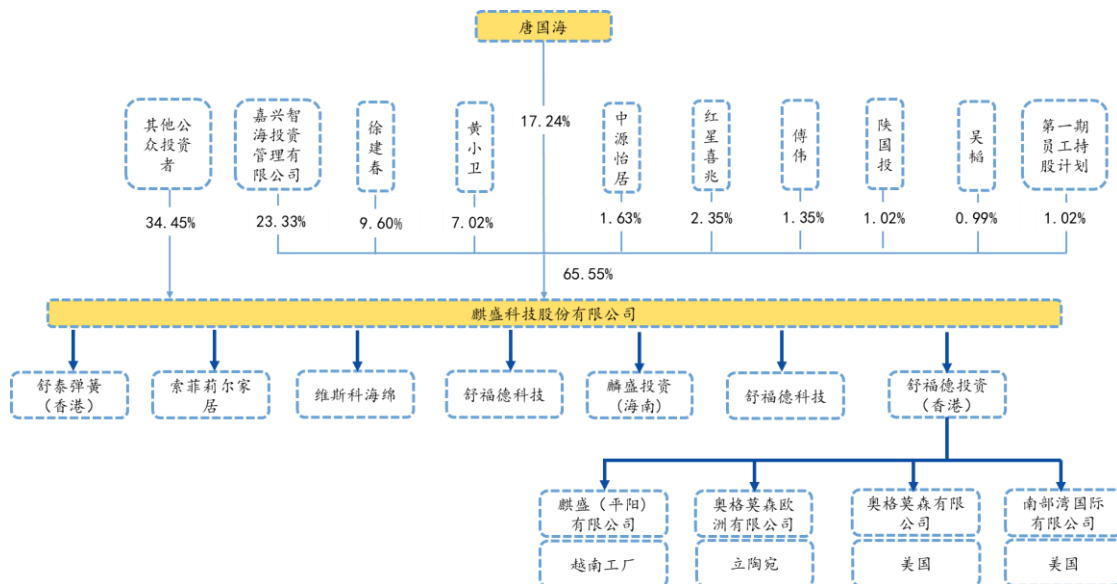 唐国海
其他公
众投资
者
嘉兴智
海投资
管理有
限公司
徐建春
黄小卫
17.24%
中源怡居
红星喜兆
傅伟
陕国投
吴韬
第一期
员工持
股计划
34.45%
23.33%
9.60%
7.02%
1.63%
2.35%
1.35%
1.02%
0.99%
1.02%
65.55%
麒盛科技股份有限公司
舒泰弹簧
（香港）
索菲莉尔家
居
维斯科海绵
舒福德科技
麟盛投资
(海南)
舒福德科技
舒福德投资
（香港）
麒盛（平阳）
有限公司
奥格莫森欧
洲有限公司
奥格莫森有限
公司
南部湾国际
有限公司
越南工厂
立陶宛
美国
美国